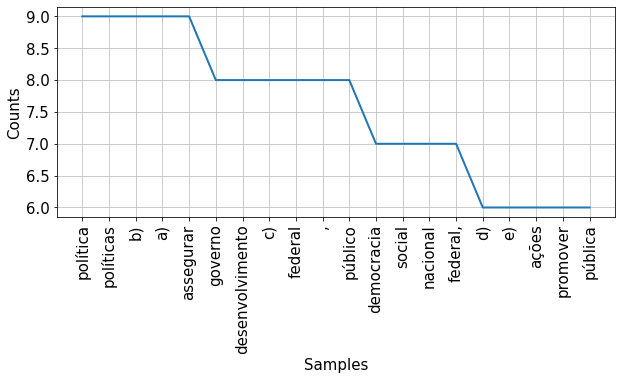 9.0
8.5
8.0
7.5
7.0
6.5
6.0
Counts
política
políticas
b)
a)
assegurar
governo
desenvolvimento
c)
federal
,
público
democracia
social
nacional
federal,
d)
e)
ações
promover
pública
Samples